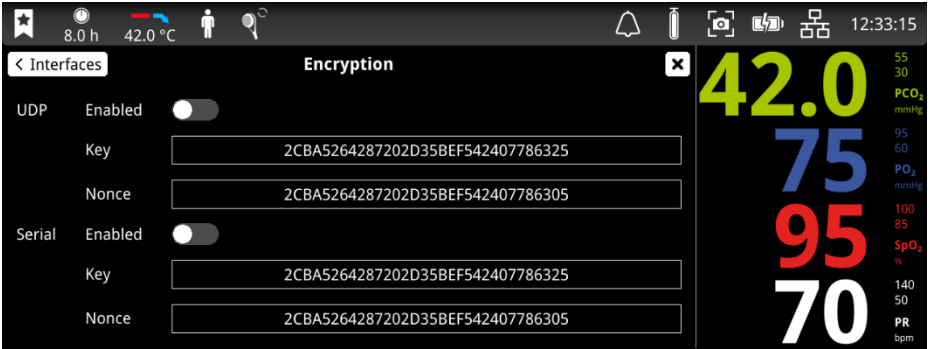 8.0 h
42.0 °C
12:33:15
< Interfaces
Encryption
UDP
Enabled
Key
2CBA5264287202D35BEF542407786325
Nonce
2CBA5264287202D35BEF542407786305
Serial
Enabled
Key
2CBA5264287202D35BEF542407786325
Nonce
2CBA5264287202D35BEF542407786305
42.0
55
30
PCO₂
mmHg
75
95
60
PO₂
mmHg
95
100
85
SpO₂
%
70
140
50
PR
bpm